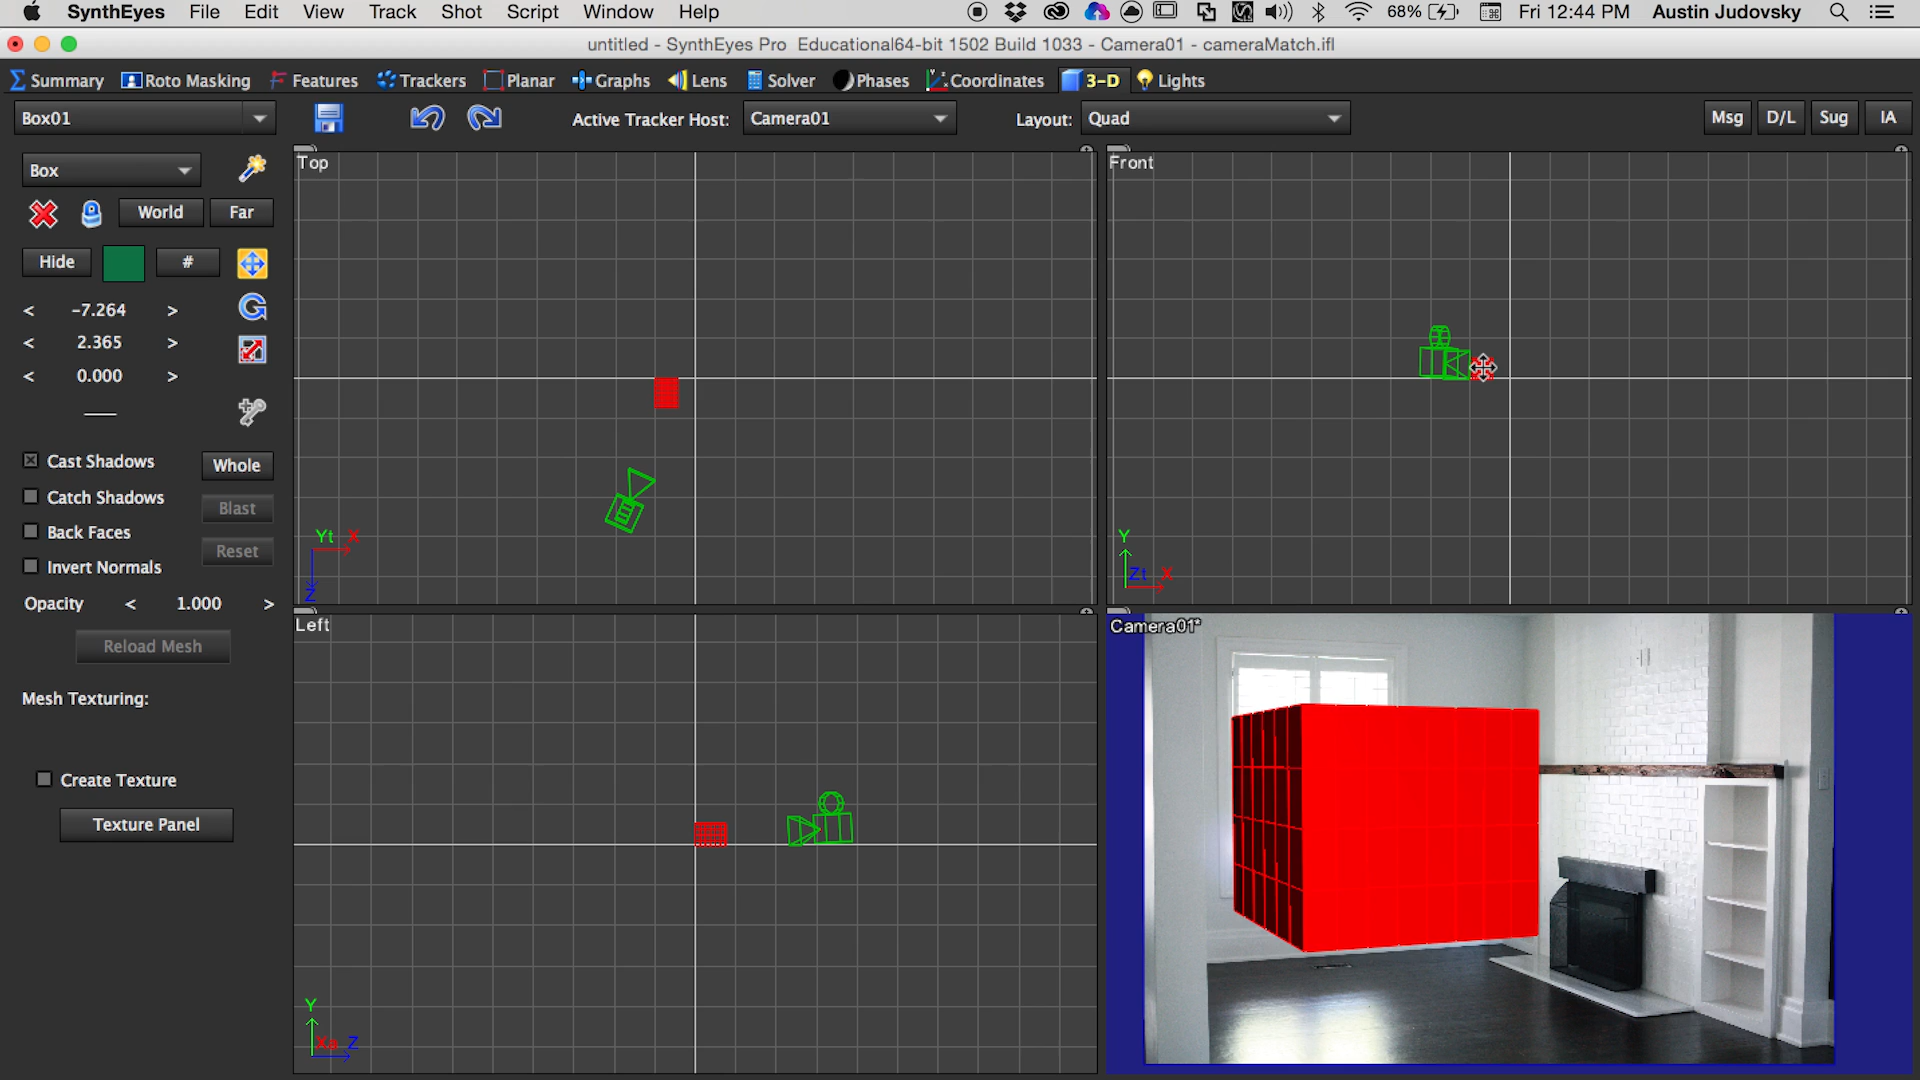 SynthEyes File Edit View Track Shot Script Window Help 68% Fri 12:44 PM Austin Judovsky
untitled - SynthEyes Pro Educational64-bit 1502 Build 1033 - Camera01 - cameraMatch.ifl
Summary Roto Masking Features Trackers Planar Graphs Lens Solver Phases Coordinates 3-D Lights
Box01 Active Tracker Host: Camera01 Layout: Quad Msg D/L Sug IA
Box
World Far
Hide #
< -7.264 >
< 2.365 >
< 0.000 >
Cast Shadows Whole
Catch Shadows Blast
Back Faces
Invert Normals Reset
Opacity < 1.000 >
Reload Mesh
Mesh Texturing:
Create Texture
Texture Panel
Top
Yt X
Z
Front
Y
Zt X
Left
Y
Xa Z
Camera01*